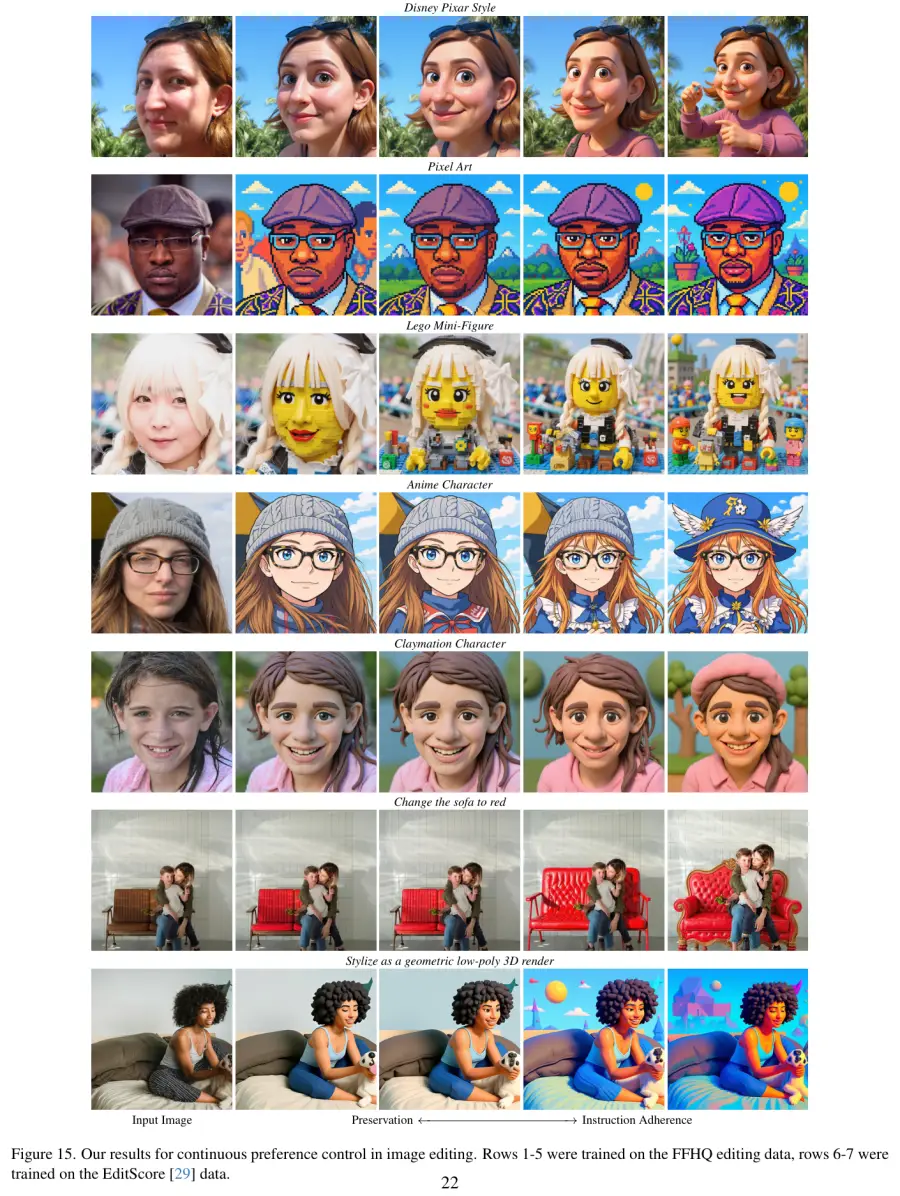 Disney Pixar Style
Pixel Art
Lego Mini-Figure
Anime Character
Claymation Character
Change the sofa to red
Stylize as a geometric low-poly 3D render
Input Image
Preservation ←→ Instruction Adherence
Figure 15. Our results for continuous preference control in image editing. Rows 1-5 were trained on the FFHQ editing data, rows 6-7 were
trained on the EditScore [29] data.
22